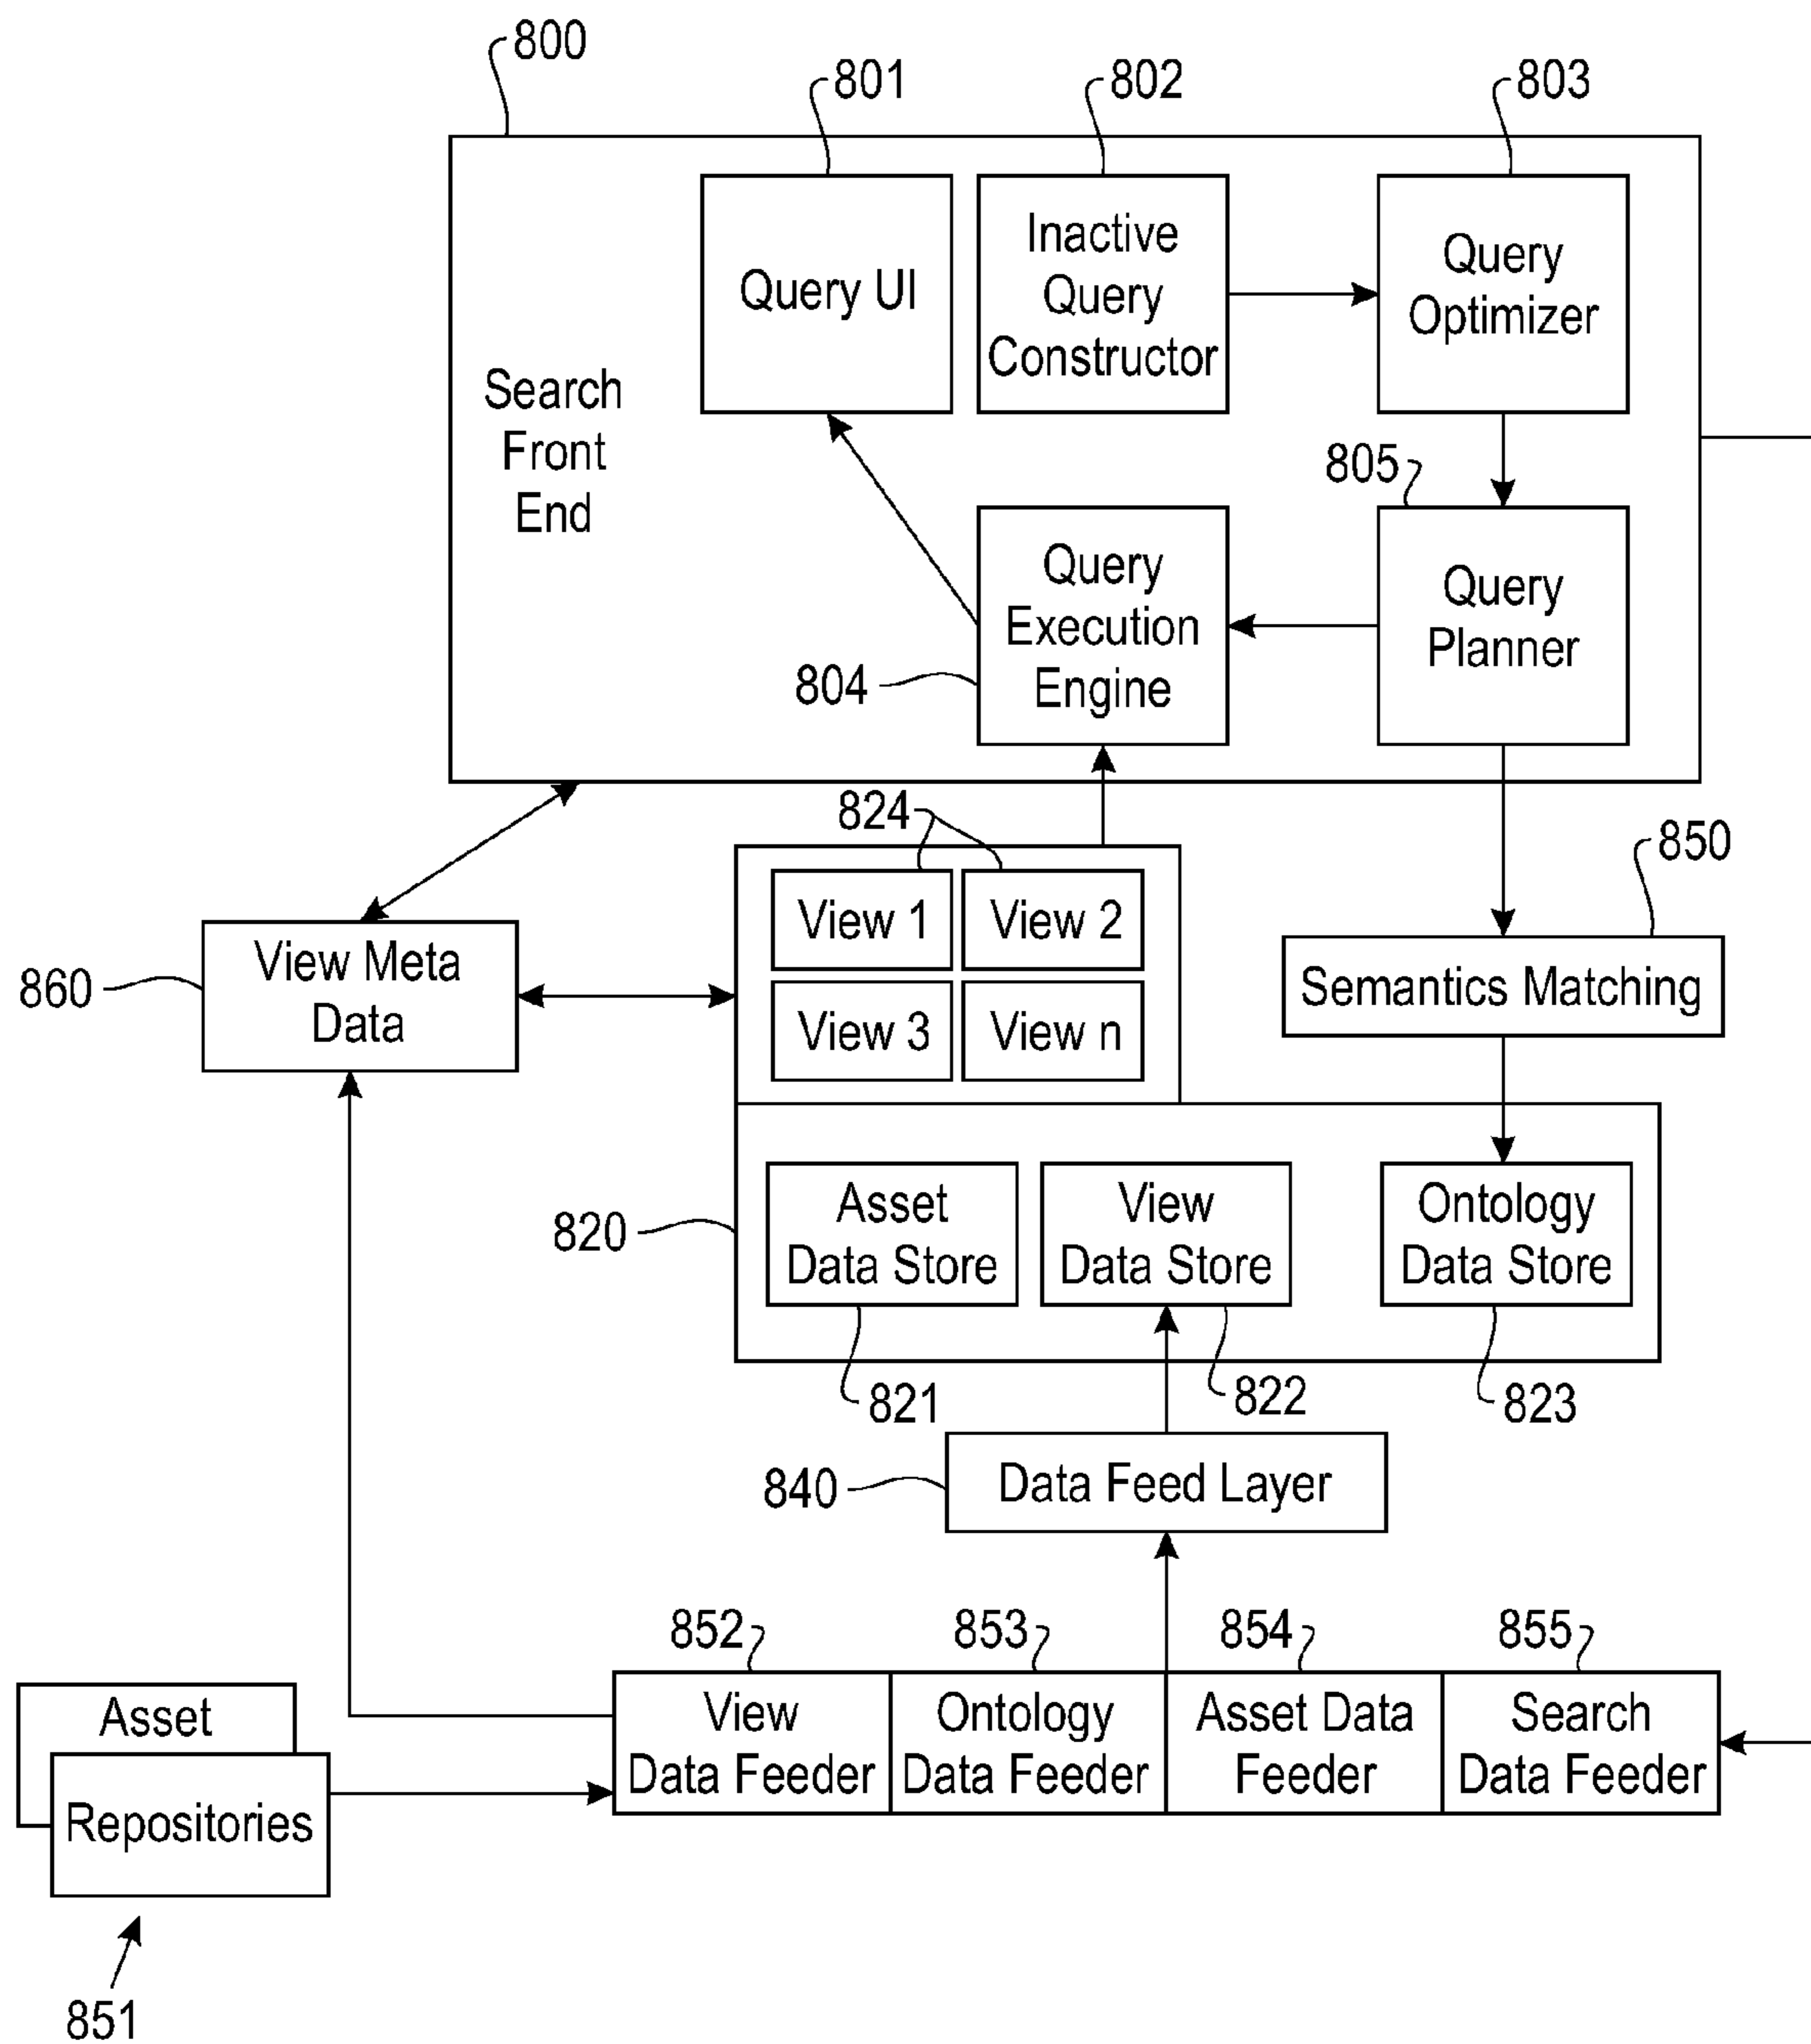 800
801
802
803
Query UI
Inactive
Query
Constructor
Query
Optimizer
Search
Front
End
805
Query
Execution
Engine
Query
Planner
804
824
850
View 1
View 2
View Meta
Data
860
Semantics Matching
View 3
View n
Asset
Data Store
View
Data Store
Ontology
Data Store
820
821
822
823
840
Data Feed Layer
852
853
854
855
Asset
Repositories
View
Data Feeder
Ontology
Data Feeder
Asset Data
Feeder
Search
Data Feeder
851